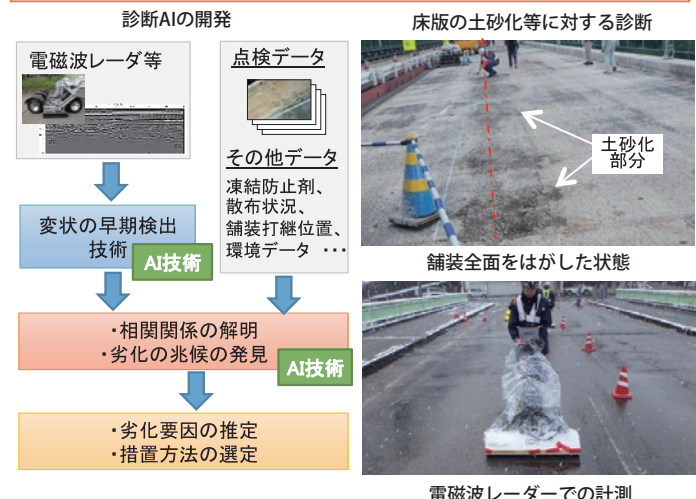 診断AIの開発
電磁波レーダ等
点検データ
その他データ
凍結防止剤、
散布状況、
舗装打継位置、
環境データ ・・・
変状の早期検出
技術
AI技術
・相関関係の解明
・劣化の兆候の発見
AI技術
・劣化要因の推定
・措置方法の選定
床版の土砂化等に対する診断
土砂化
部分
舗装全面をはがした状態
電磁波レーダーでの計測